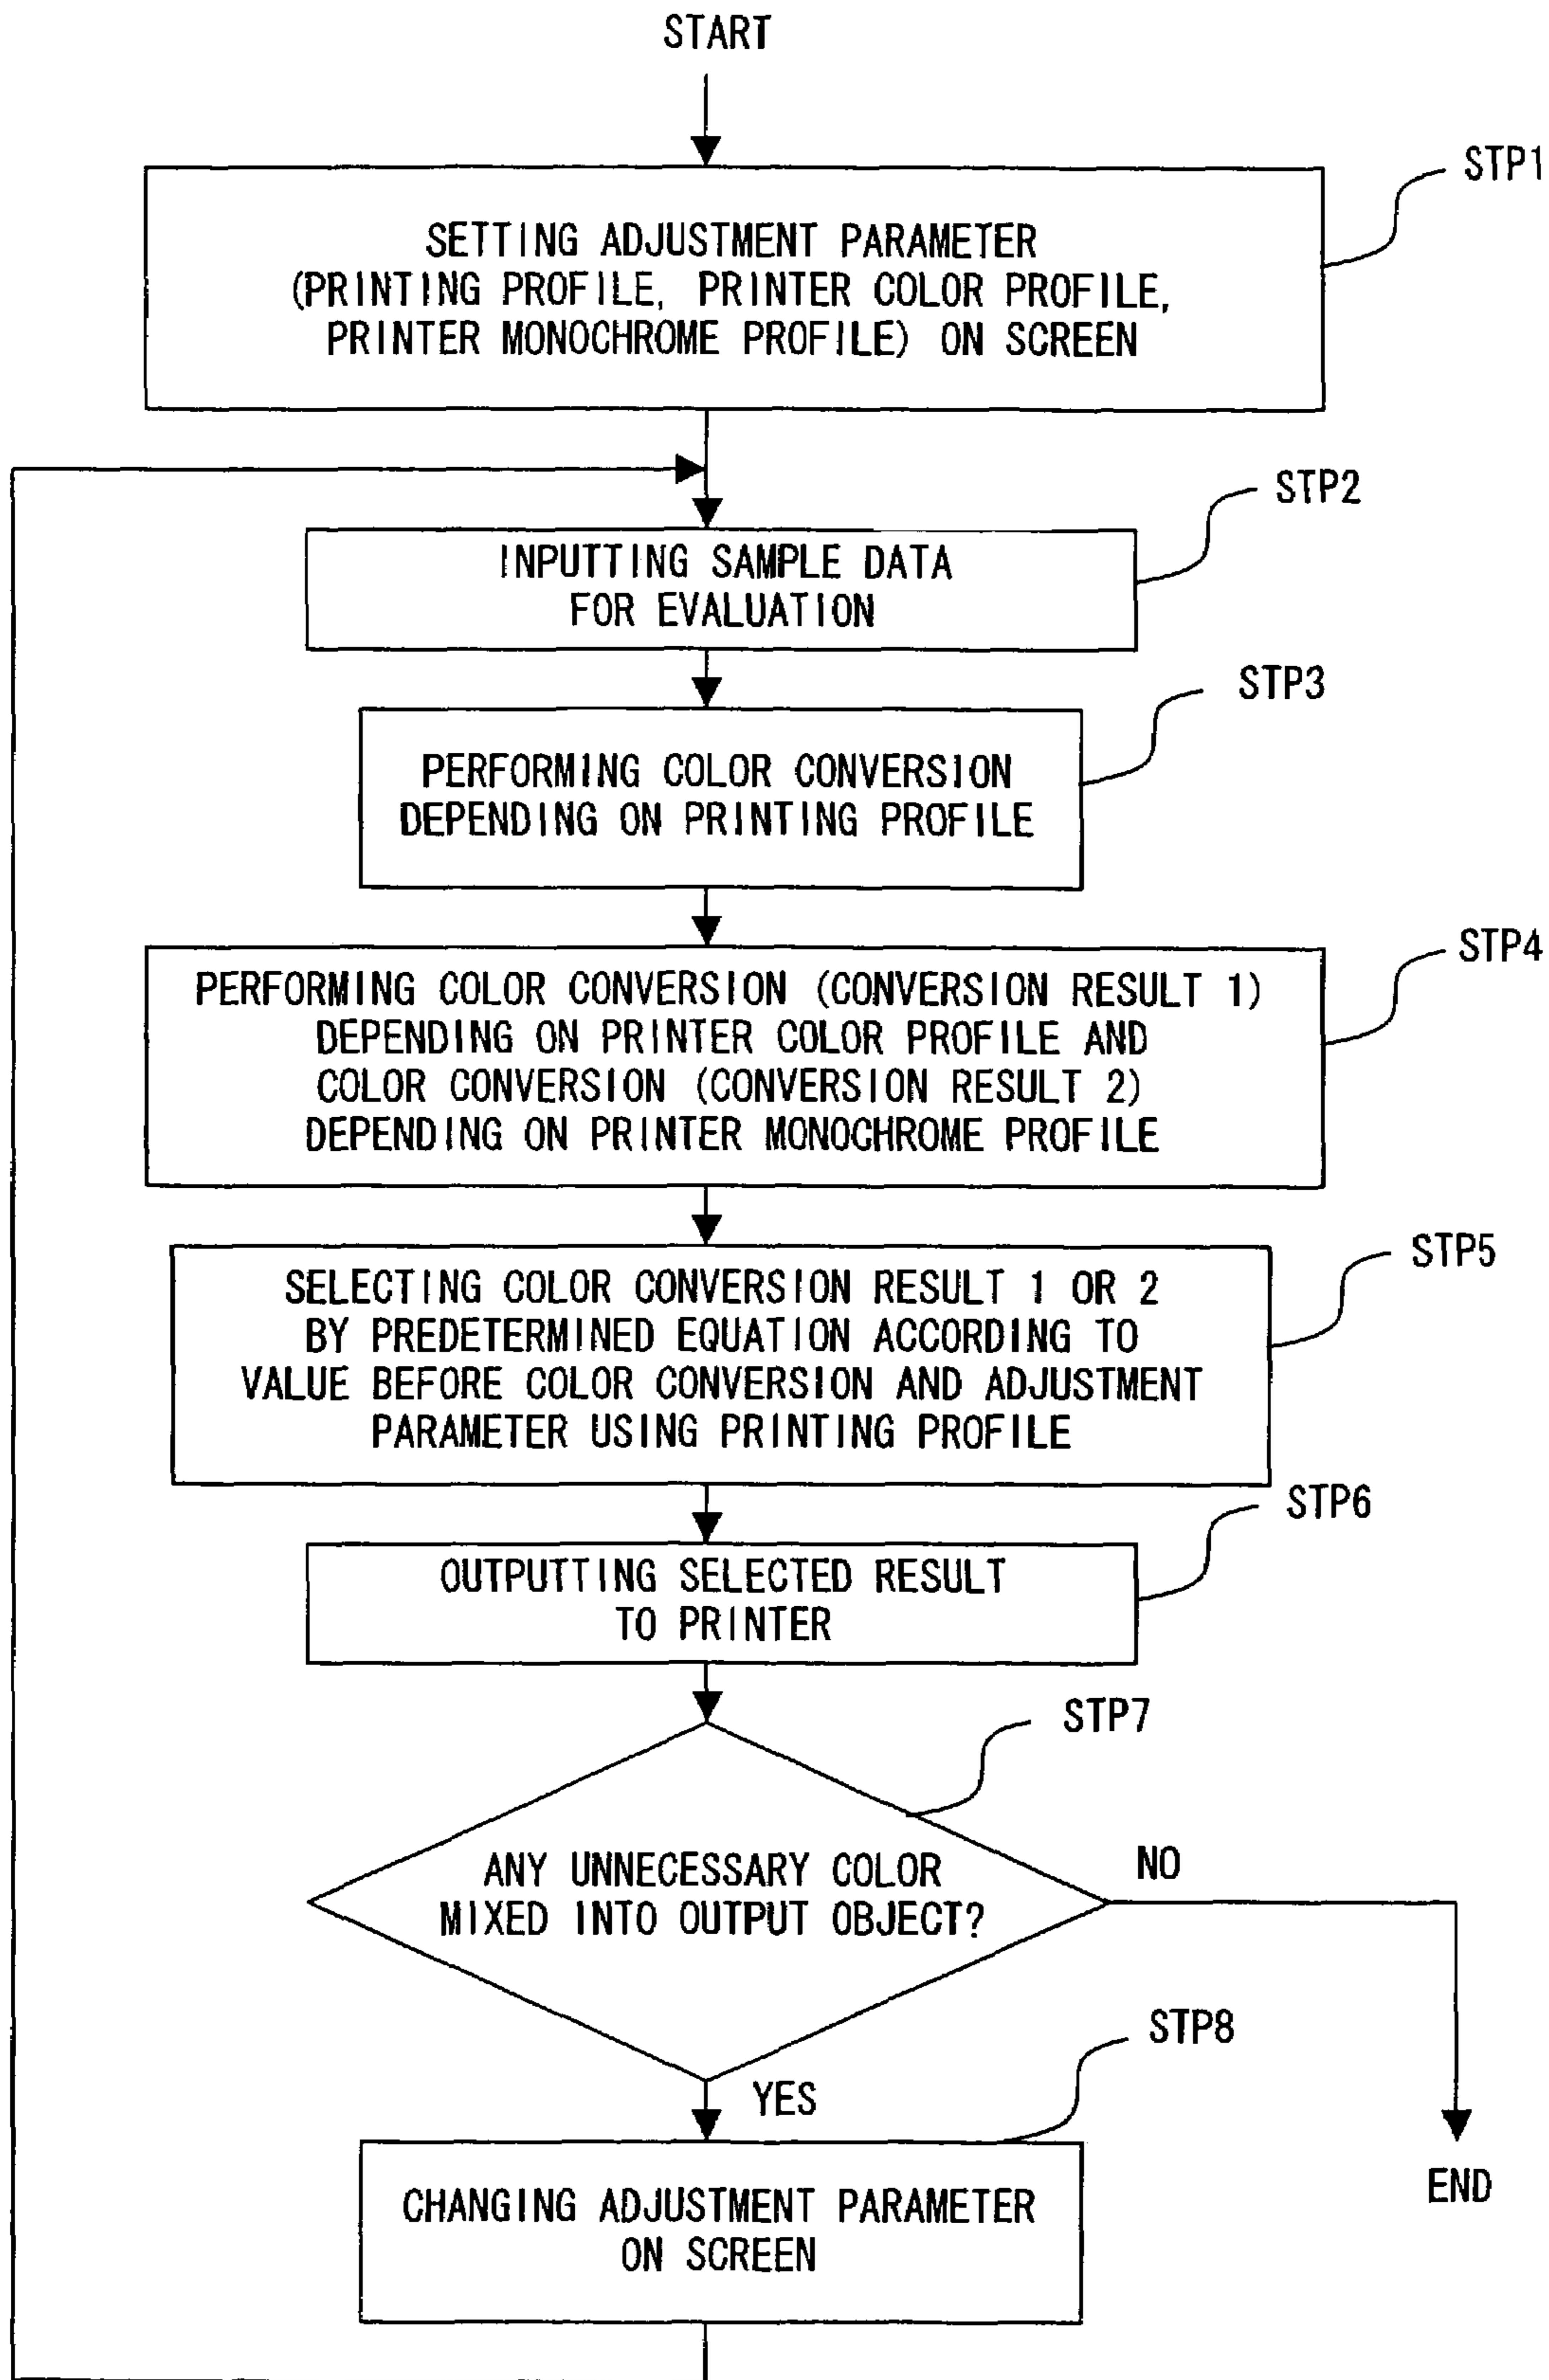 START
STP1
SETTING ADJUSTMENT PARAMETER
(PRINTING PROFILE, PRINTER COLOR PROFILE,
PRINTER MONOCHROME PROFILE) ON SCREEN
STP2
INPUTTING SAMPLE DATA
FOR EVALUATION
STP3
PERFORMING COLOR CONVERSION
DEPENDING ON PRINTING PROFILE
STP4
PERFORMING COLOR CONVERSION (CONVERSION RESULT 1)
DEPENDING ON PRINTER COLOR PROFILE AND
COLOR CONVERSION (CONVERSION RESULT 2)
DEPENDING ON PRINTER MONOCHROME PROFILE
STP5
SELECTING COLOR CONVERSION RESULT 1 OR 2
BY PREDETERMINED EQUATION ACCORDING TO
VALUE BEFORE COLOR CONVERSION AND ADJUSTMENT
PARAMETER USING PRINTING PROFILE
STP6
OUTPUTTING SELECTED RESULT
TO PRINTER
STP7
ANY UNNECESSARY COLOR
MIXED INTO OUTPUT OBJECT?
NO
YES
STP8
CHANGING ADJUSTMENT PARAMETER
ON SCREEN
END